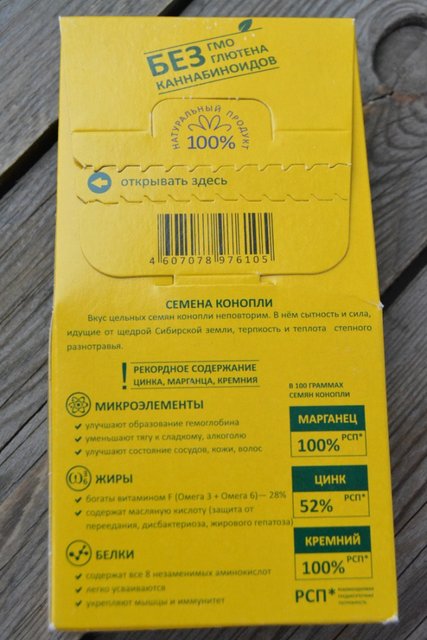 БЕЗ ГМО
ГЛЮТЕНА
КАННАБИНОИДОВ
НАТУРАЛЬНЫЙ ПРОДУКТ
100%
открывать здесь
4 607078 976105
СЕМЕНА КОНОПЛИ
Вкус цельных семян конопли неповторим. В нём сытность и сила,
идущие от щедрой Сибирской земли, терпкость и теплота степного
разнотравья.
! РЕКОРДНОЕ СОДЕРЖАНИЕ
ЦИНКА, МАРГАНЦА, КРЕМНИЯ
В 100 ГРАММАХ
СЕМЯН КОНОПЛИ
МИКРОЭЛЕМЕНТЫ
✓ улучшают образование гемоглобина
✓ уменьшают тягу к сладкому, алкоголю
✓ улучшают состояние сосудов, кожи, волос
МАРГАНЕЦ
100% РСП*
ω ЖИРЫ
✓ богаты витамином F (Омега 3 + Омега 6)— 28%
✓ содержат масляную кислоту (защита от
переедания, дисбактериоза, жирового гепатоза)
ЦИНК
52% РСП*
БЕЛКИ
✓ содержат все 8 незаменимых аминокислот
✓ легко усваиваются
✓ укрепляют мышцы и иммунитет
КРЕМНИЙ
100% РСП*
РСП*